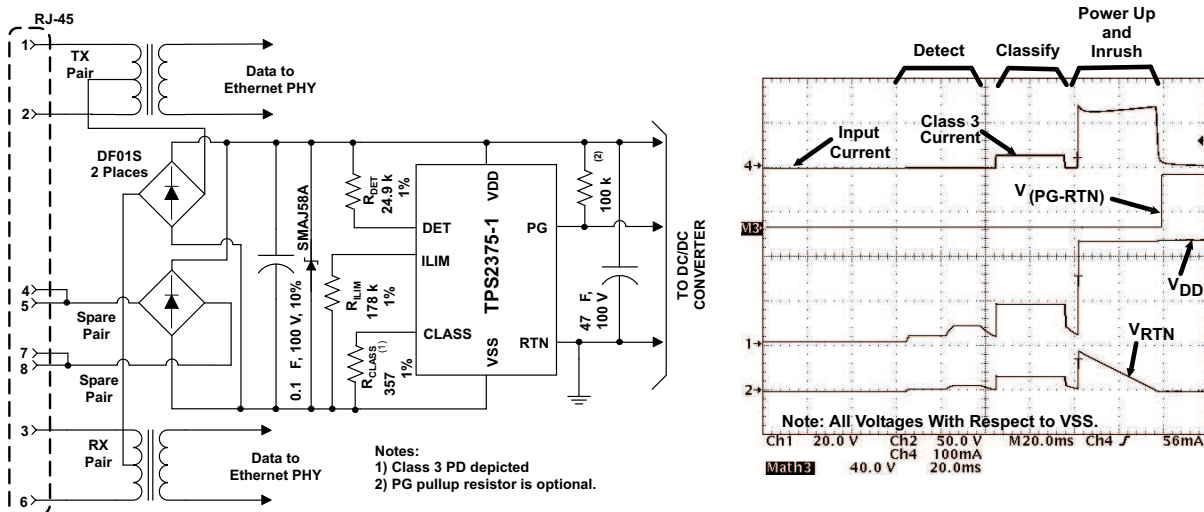 RJ-45
1
TX
Pair
2
Data to
Ethernet PHY
DF01S
2 Places
4
5
Spare
Pair
7
8
Spare
Pair
3
RX
Pair
6
Data to
Ethernet PHY
0.1 F, 100 V, 10%
SMAJ58A
RDET
24.9 k
1%
RILIM
178 k
1%
RCLASS(1)
357
1%
DET
ILIM
CLASS
VDD
TPS2375-1
VSS
PG
RTN
(2)
100 k
47 F,
100 V
TO DC/DC
CONVERTER
Notes:
1) Class 3 PD depicted
2) PG pullup resistor is optional.
Detect
Classify
Power Up
and
Inrush
Input
Current
Class 3
Current
V(PG-RTN)
VDD
VRTN
4
M3
1
2
Note: All Voltages With Respect to VSS.
Ch1 20.0 V Ch2 50.0 V M20.0ms Ch4 56mA
Ch4 100mA
Math3 40.0 V 20.0ms